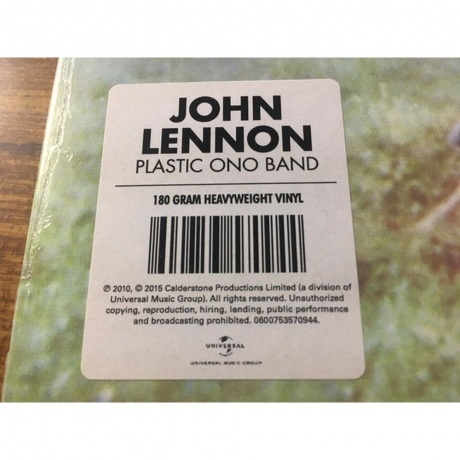 JOHN
LENNON
PLASTIC ONO BAND
180 GRAM HEAVYWEIGHT VINYL
℗ 2010, © 2015 Calderstone Productions Limited (a division of
Universal Music Group). All rights reserved. Unauthorized
copying, reproduction, hiring, lending, public performance
and broadcasting prohibited. 0600753570944.
UNIVERSAL
UNIVERSAL MUSIC GROUP